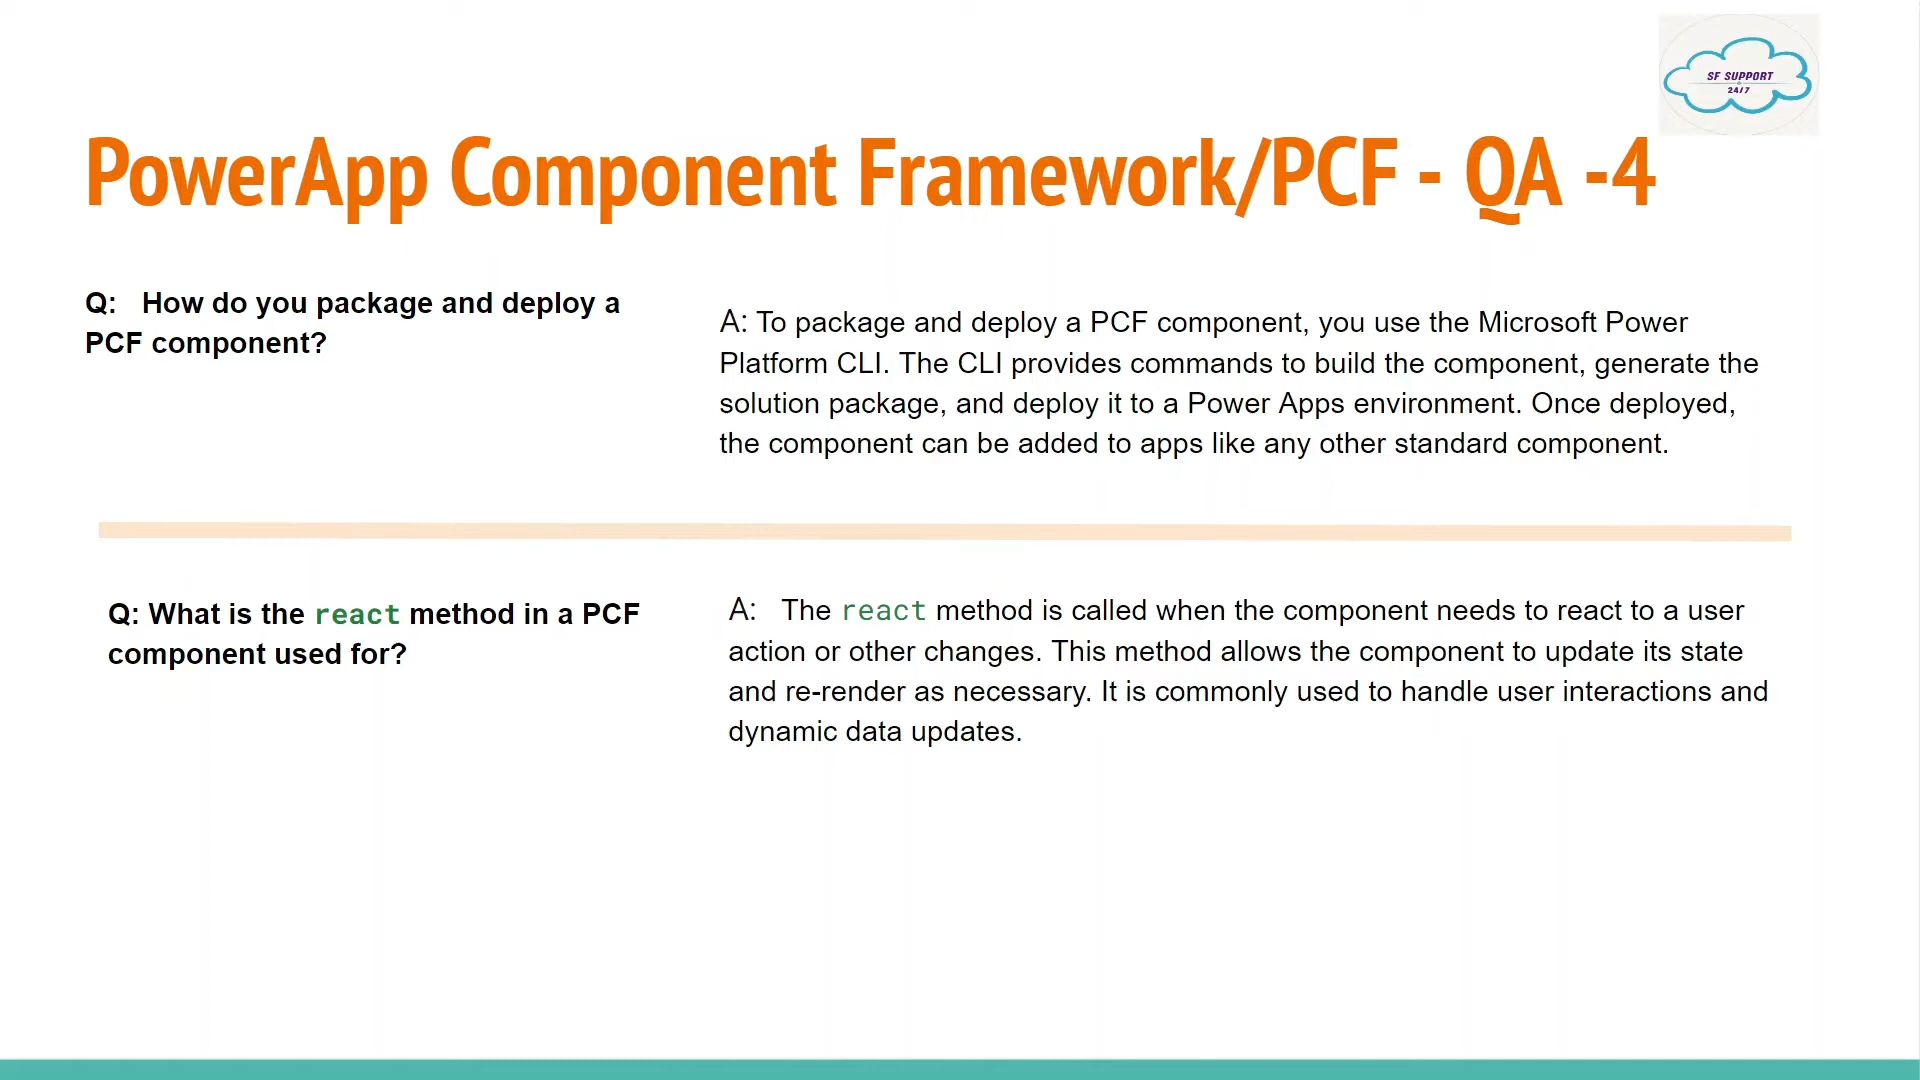 SF SUPPORT
24/7
PowerApp Component Framework/PCF - QA -4
Q: How do you package and deploy a
PCF component?
A: To package and deploy a PCF component, you use the Microsoft Power
Platform CLI. The CLI provides commands to build the component, generate the
solution package, and deploy it to a Power Apps environment. Once deployed,
the component can be added to apps like any other standard component.
Q: What is the react method in a PCF
component used for?
A: The react method is called when the component needs to react to a user
action or other changes. This method allows the component to update its state
and re-render as necessary. It is commonly used to handle user interactions and
dynamic data updates.